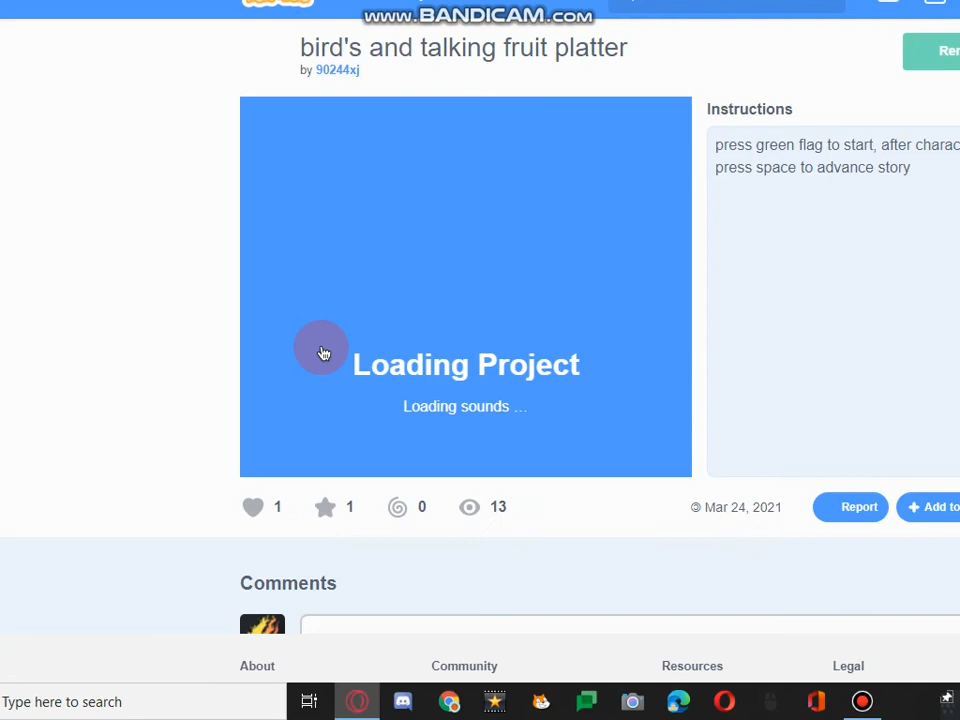 www.BANDICAM.com
bird's and talking fruit platter
by 90244xj
Instructions
press green flag to start, after charac
press space to advance story
Loading Project
Loading sounds …
1
1
0
13
© Mar 24, 2021
Report
+ Add to
Comments
About
Community
Resources
Legal
Type here to search